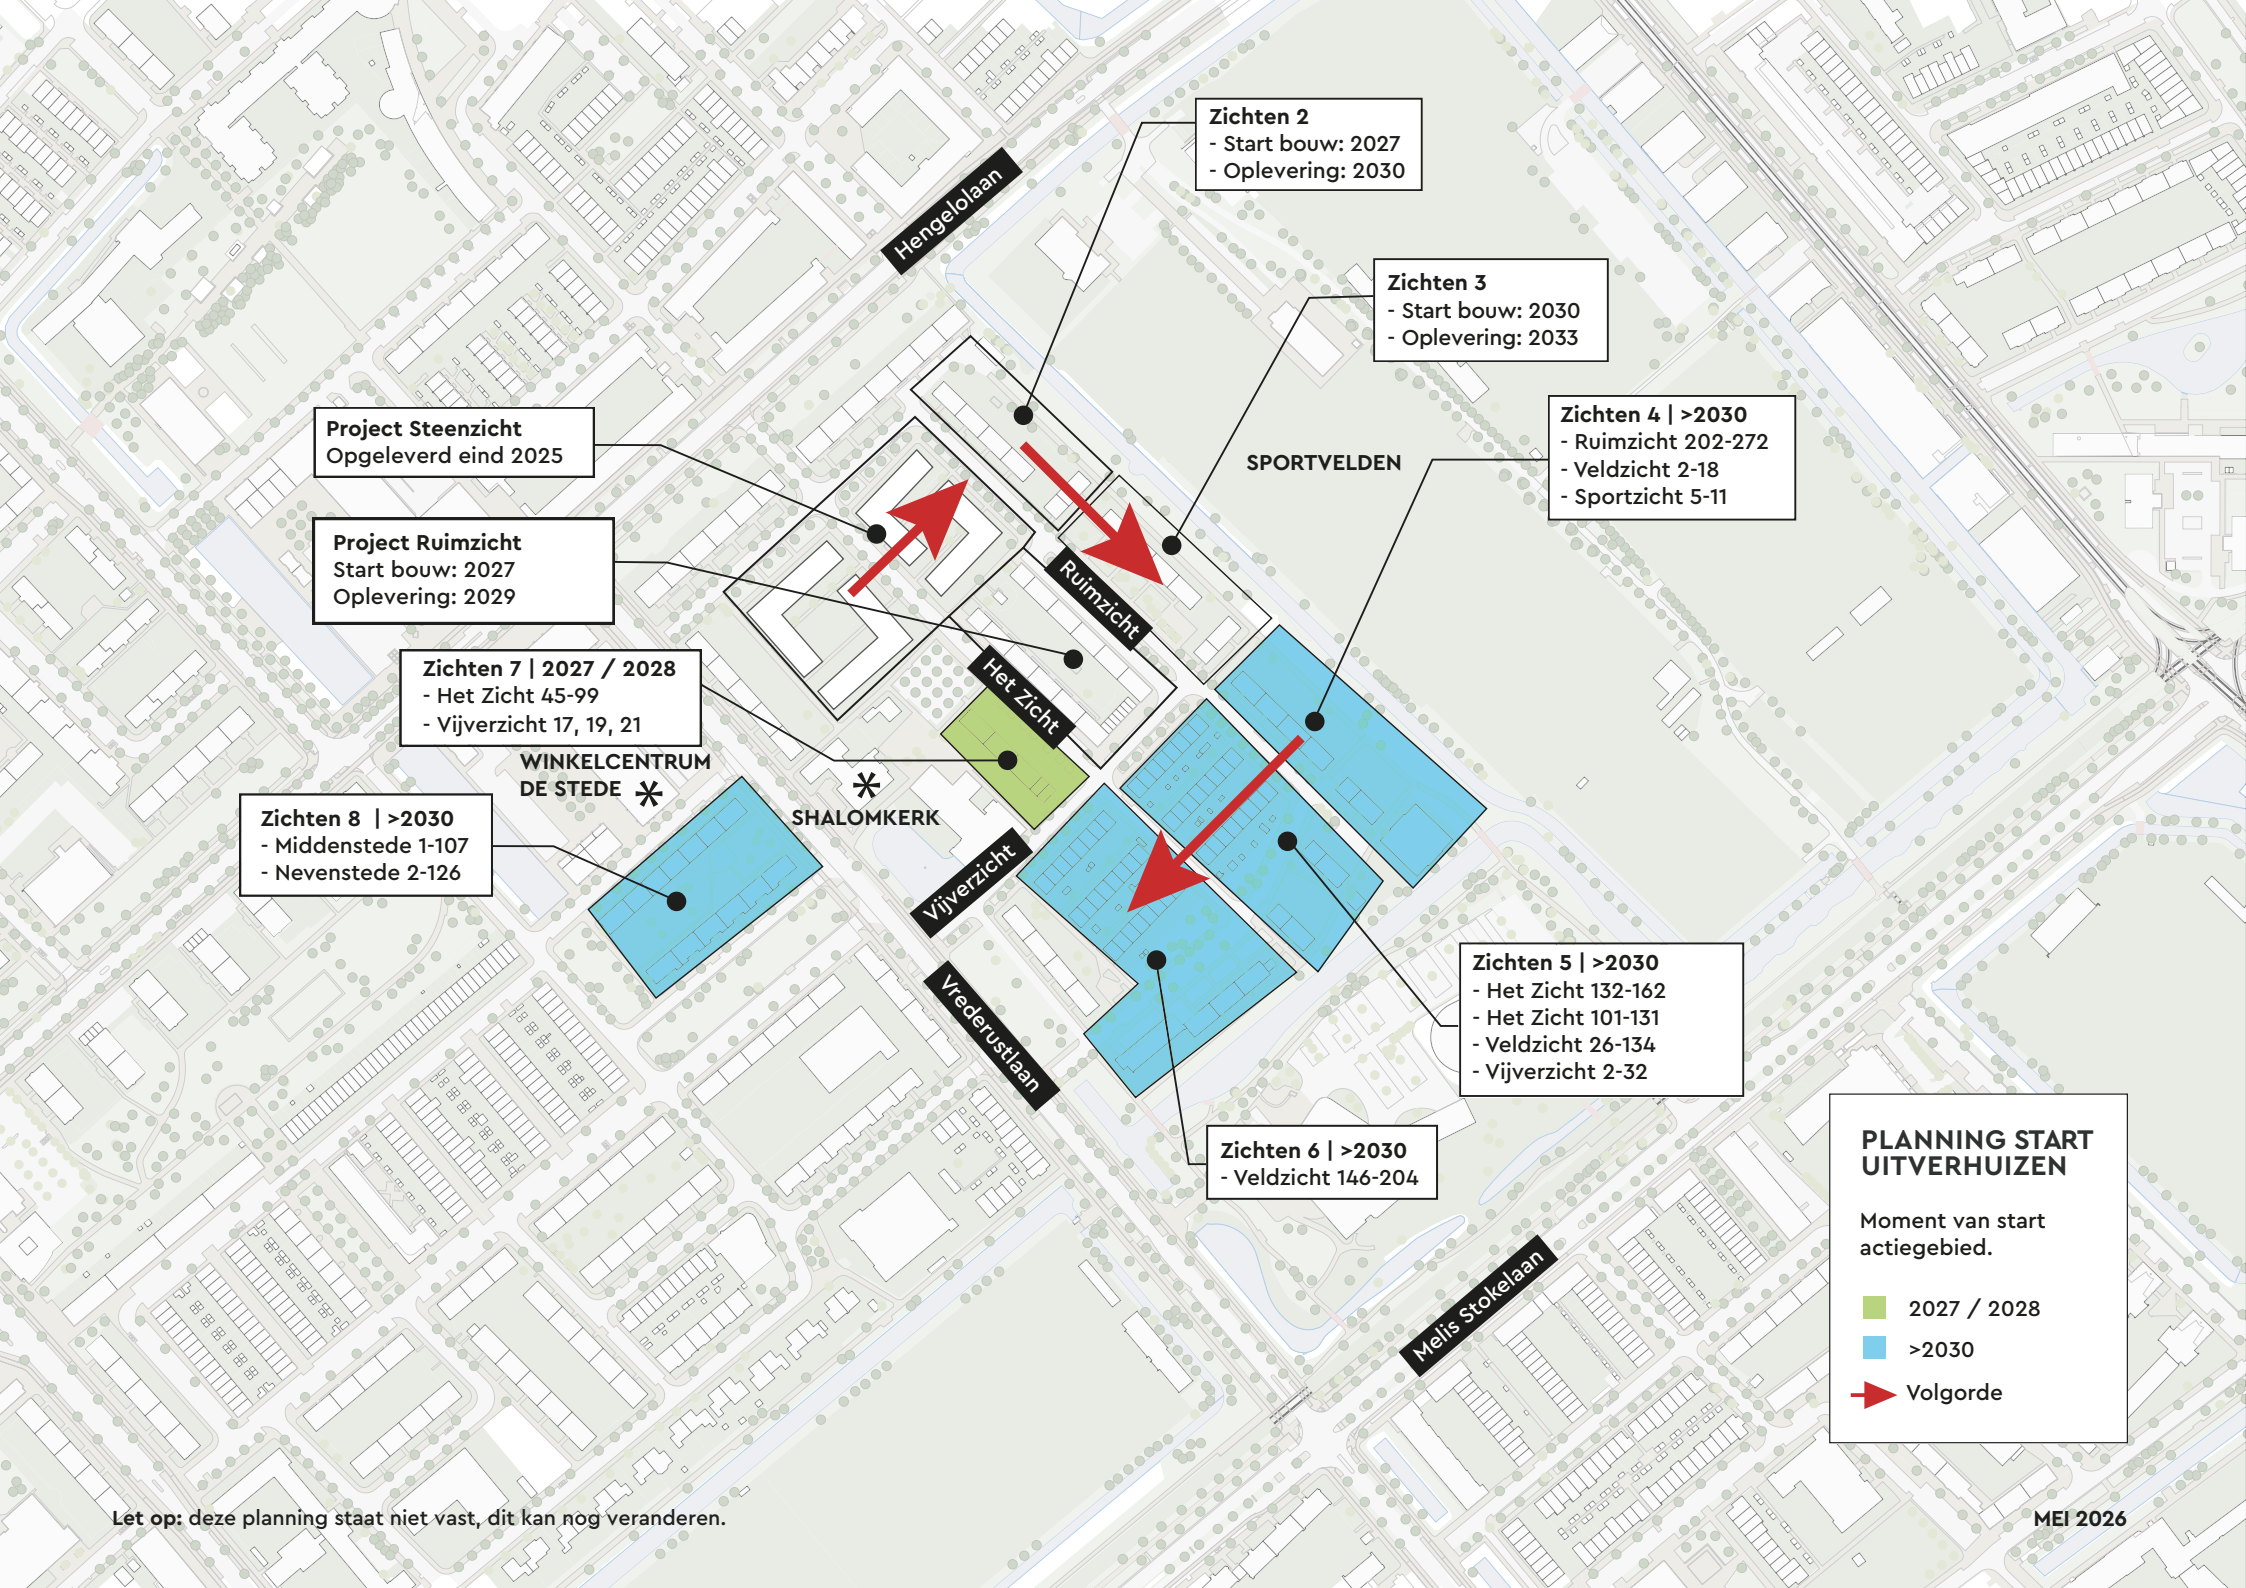 Zichten 2
- Start bouw: 2027
- Oplevering: 2030
Hengelolaan
Zichten 3
- Start bouw: 2030
- Oplevering: 2033
Project Steenzicht
Opgeleverd eind 2025
SPORTVELDEN
Zichten 4 | >2030
- Ruimzicht 202-272
- Veldzicht 2-18
- Sportzicht 5-11
Project Ruimzicht
Start bouw: 2027
Oplevering: 2029
Ruimzicht
Zichten 7 | 2027 / 2028
- Het Zicht 45-99
- Vijverzicht 17, 19, 21
Het Zicht
WINKELCENTRUM
DE STEDE
SHALOMKERK
Zichten 8 | >2030
- Middenstede 1-107
- Nevenstede 2-126
Vijverzicht
Vrederustlaan
Zichten 5 | >2030
- Het Zicht 132-162
- Het Zicht 101-131
- Veldzicht 26-134
- Vijverzicht 2-32
Zichten 6 | >2030
- Veldzicht 146-204
Melis Stokelaan
PLANNING START
UITVERHUIZEN
Moment van start
actiegebied.
2027 / 2028
>2030
Volgorde
Let op: deze planning staat niet vast, dit kan nog veranderen.
MEI 2026